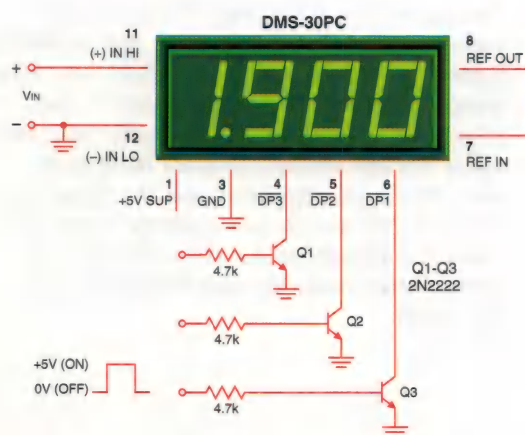 DMS-30PC
11
(+) IN HI
8
REF OUT
+
VIN
1.900
–
12
(–) IN LO
7
REF IN
1
+5V SUP
3
GND
4
DP3
5
DP2
6
DP1
Q1
4.7k
Q1-Q3
2N2222
Q2
4.7k
+5V (ON)
0V (OFF)
Q3
4.7k